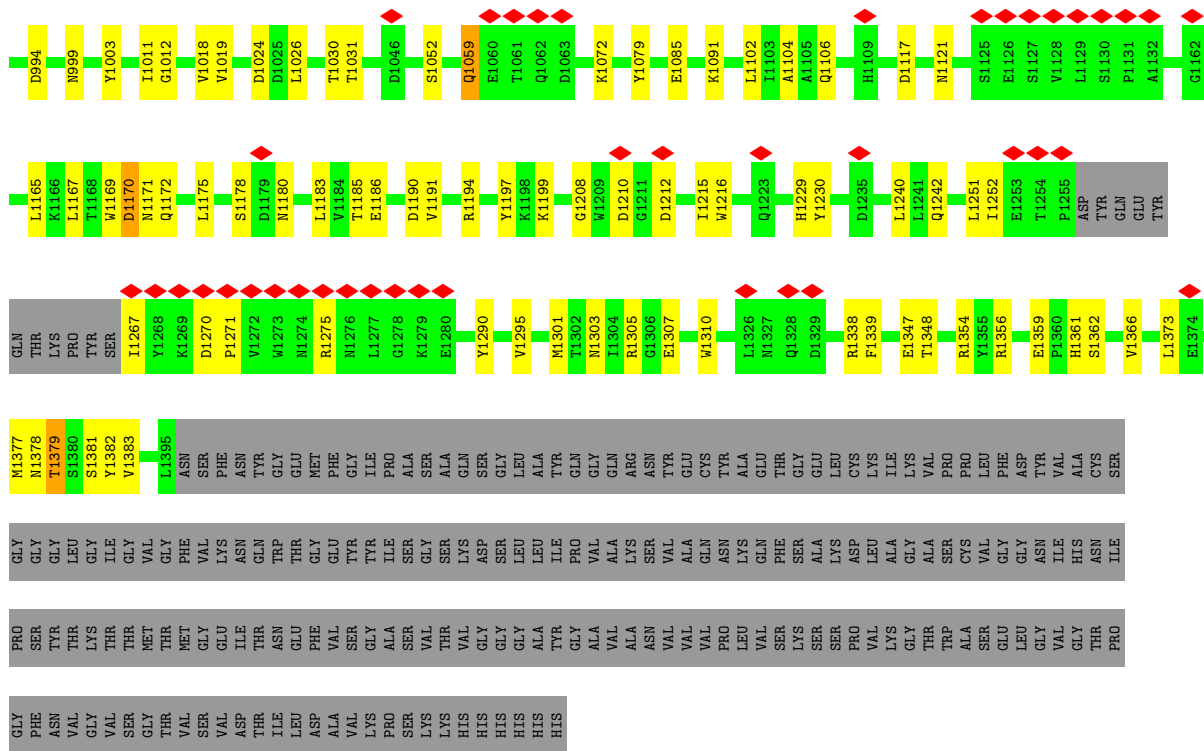 D994 N999 Y1003 I1011 G1012 V1018 V1019 D1024 D1025 L1026 T1030 T1031 D1046 S1052 Q1059 E1060 T1061 Q1062 D1063 K1072 Y1079 E1085 K1091 L1102 I1103 A1104 A1105 Q1106 H1109 D1117 N1121 S1125 E1126 S1127 V1128 L1129 S1130 P1131 A1132 G1162
L1165 K1166 L1167 T1168 W1169 D1170 N1171 Q1172 L1175 S1178 D1179 N1180 L1183 V1184 T1185 E1186 D1190 V1191 R1194 Y1197 K1198 K1199 G1208 W1209 D1210 G1211 D1212 I1215 W1216 Q1223 H1229 Y1230 D1235 L1240 L1241 Q1242 L1251 I1252 E1253 T1254 P1255 ASP TYR GLN GLU TYR
GLN THR LYS PRO TYR SER I1267 Y1268 K1269 D1270 P1271 V1272 W1273 N1274 R1275 N1276 L1277 G1278 K1279 E1280 Y1290 V1295 M1301 T1302 N1303 I1304 R1305 G1306 E1307 W1310 L1326 N1327 Q1328 D1329 R1338 F1339 E1347 T1348 R1354 Y1355 R1356 E1359 P1360 H1361 S1362 V1366 L1373 E1374
M1377 N1378 T1379 S1380 S1381 Y1382 V1383 L1395 ASN SER PHE ASN TYR GLY GLU MET PHE GLY ILE PRO ALA SER ALA GLN SER GLY LEU ALA TYR GLN GLY GLN ARG ASN TYR GLU CYS TYR ALA GLU THR GLY GLU LEU CYS LYS ILE LYS VAL PRO PRO LEU PHE ASP TYR VAL ALA CYS SER
GLY GLY GLY LEU GLY ILE GLY VAL GLY PHE VAL LYS ASN GLN TRP THR GLY GLU TYR TYR ILE SER GLY SER LYS ASP SER LEU LEU ILE PRO VAL ALA LYS SER VAL ALA GLN ASN LYS GLN PHE SER ALA LYS ASP LEU ALA GLY ALA SER CYS VAL GLY GLY ASN ILE HIS ASN ILE
PRO SER TYR THR LYS THR THR MET THR MET GLY GLU ILE THR ASN GLU PHE VAL SER GLY ALA SER VAL THR VAL GLY GLY GLY ALA TYR GLY ALA VAL ALA ASN VAL VAL VAL PRO LEU VAL SER LYS SER SER PRO VAL LYS GLY THR TRP ALA SER GLU LEU GLY VAL GLY THR PRO
GLY PHE ASN VAL GLY VAL SER GLY THR VAL SER VAL ASP THR ILE LEU ASP ALA VAL LYS PRO SER LYS LYS HIS HIS HIS HIS HIS HIS